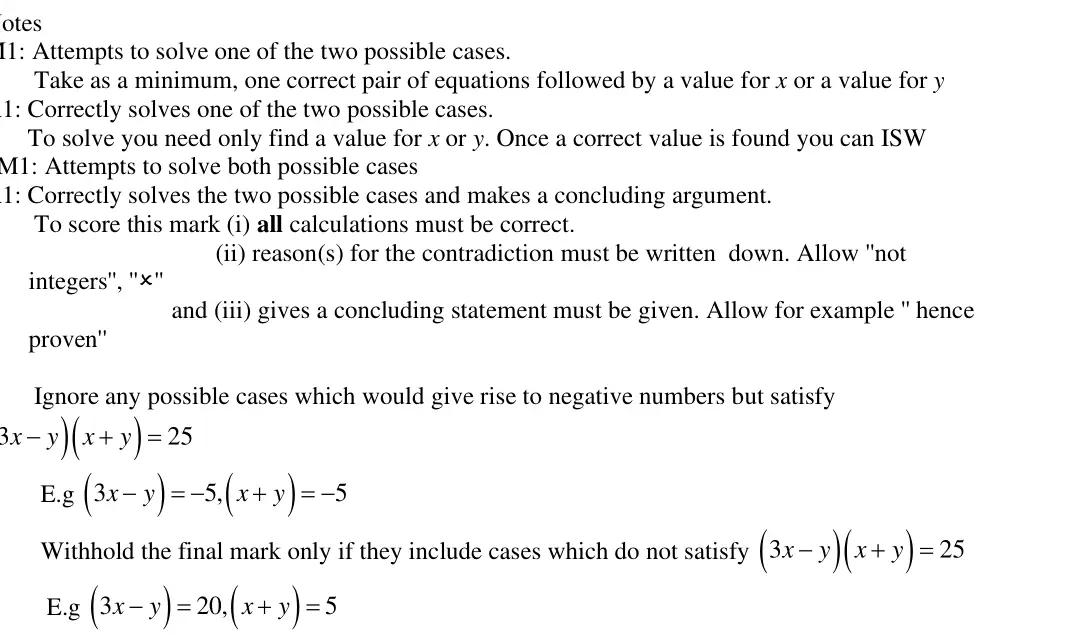 otes
1: Attempts to solve one of the two possible cases.
Take as a minimum, one correct pair of equations followed by a value for x or a value for y
1: Correctly solves one of the two possible cases.
To solve you need only find a value for x or y. Once a correct value is found you can ISW
M1: Attempts to solve both possible cases
1: Correctly solves the two possible cases and makes a concluding argument.
To score this mark (i) all calculations must be correct.
(ii) reason(s) for the contradiction must be written down. Allow "not
integers", "×"
and (iii) gives a concluding statement must be given. Allow for example " hence
proven"
Ignore any possible cases which would give rise to negative numbers but satisfy
3x − y)(x + y) = 25
E.g (3x − y) = −5, (x + y) = −5
Withhold the final mark only if they include cases which do not satisfy (3x − y)(x + y) = 25
E.g (3x − y) = 20, (x + y) = 5